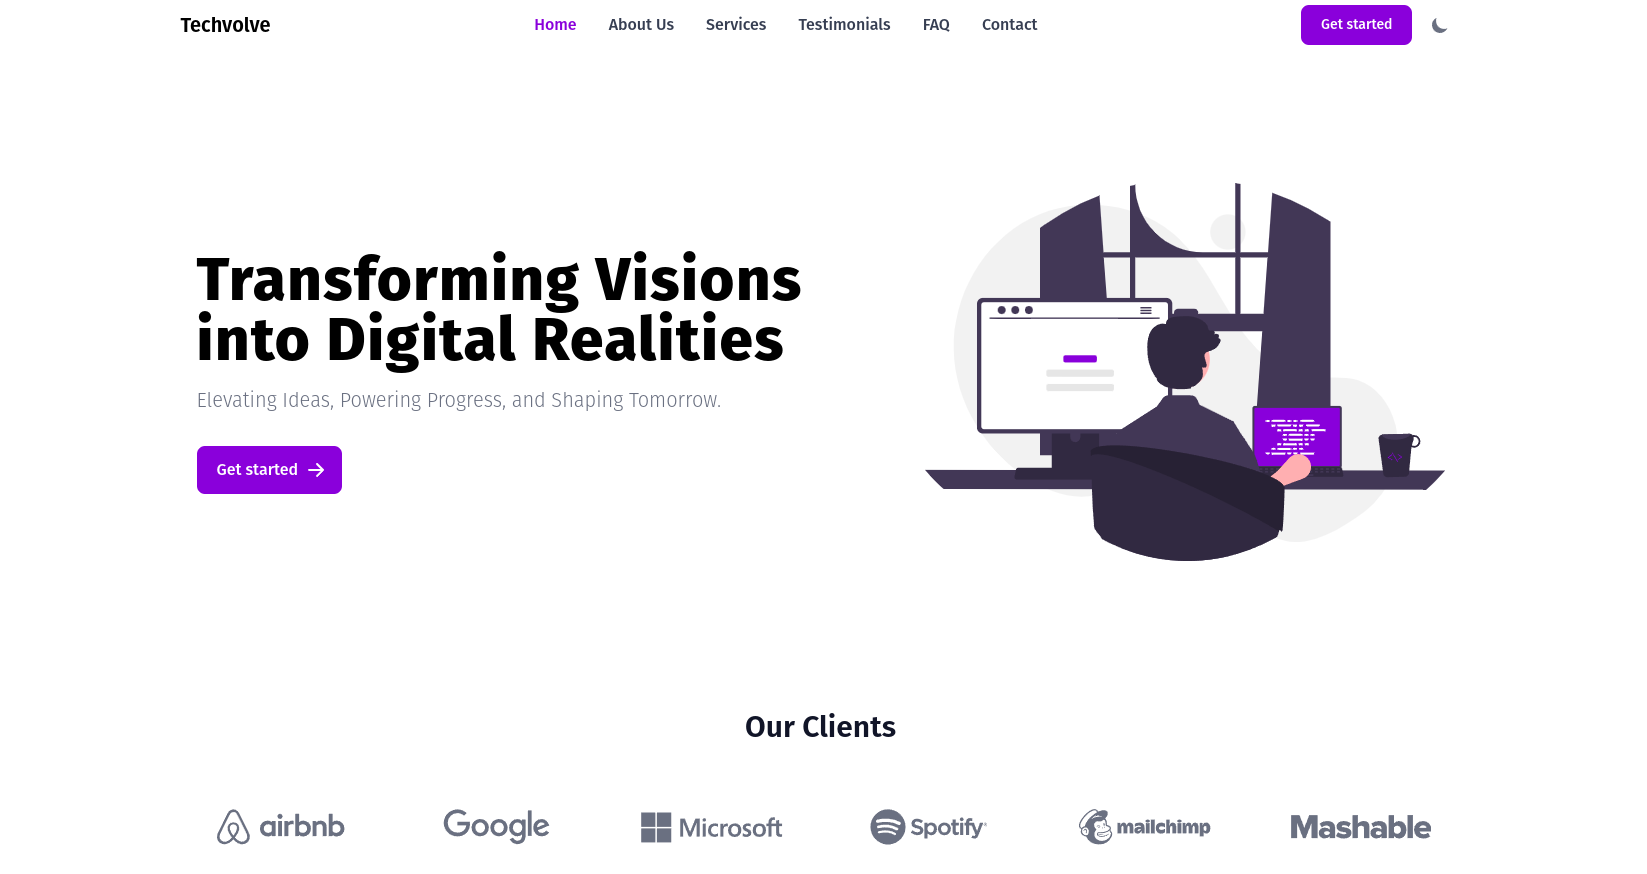 Techvolve
Home About Us Services Testimonials FAQ Contact
Get started
Transforming Visions
into Digital Realities
Elevating Ideas, Powering Progress, and Shaping Tomorrow.
Get started
Our Clients
airbnb Google Microsoft Spotify mailchimp Mashable